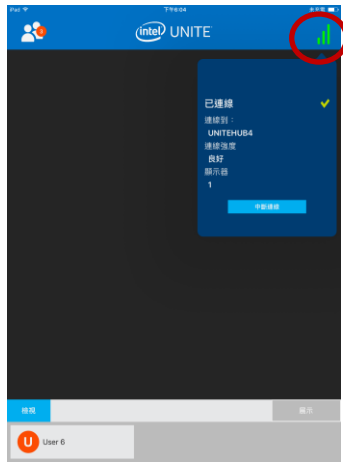 iPad
下午6:04
intel UNITE
已連線
連線到：
UNITEHUB4
連線強度
良好
顯示器
1
中斷連線
檢視
展示
U User 6